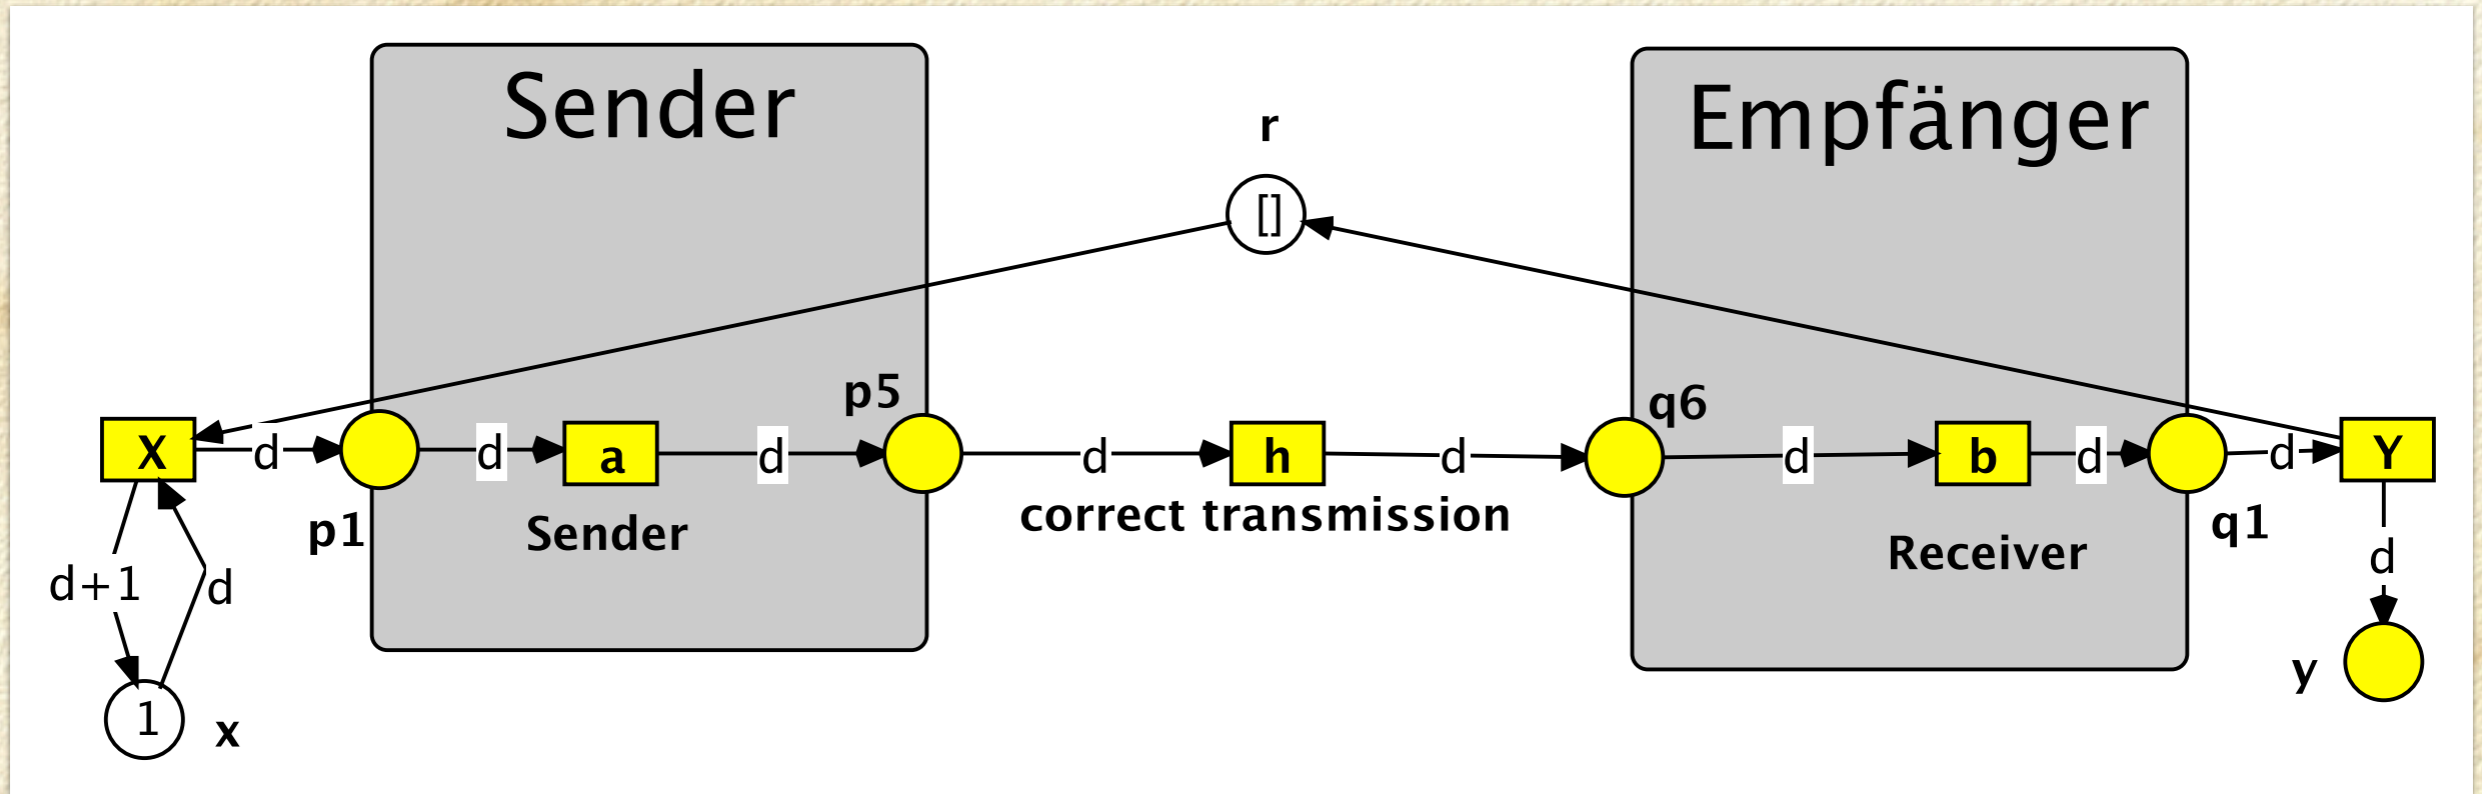 Sender
Empfänger
r
[]
p5
q6
X
d
d
a
d
d
h
d
d
b
d
d
Y
p1
Sender
correct transmission
Receiver
q1
d+1
d
d
1
x
y